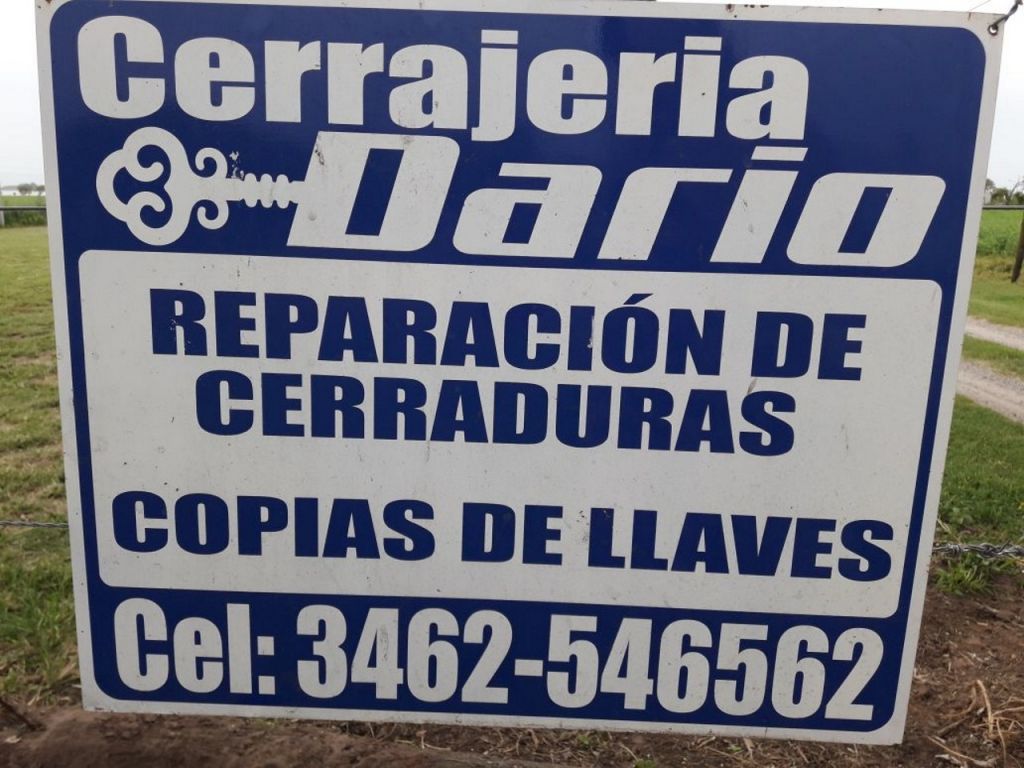 Cerrajeria
Dario
REPARACIÓN DE
CERRADURAS
COPIAS DE LLAVES
Cel: 3462-546562